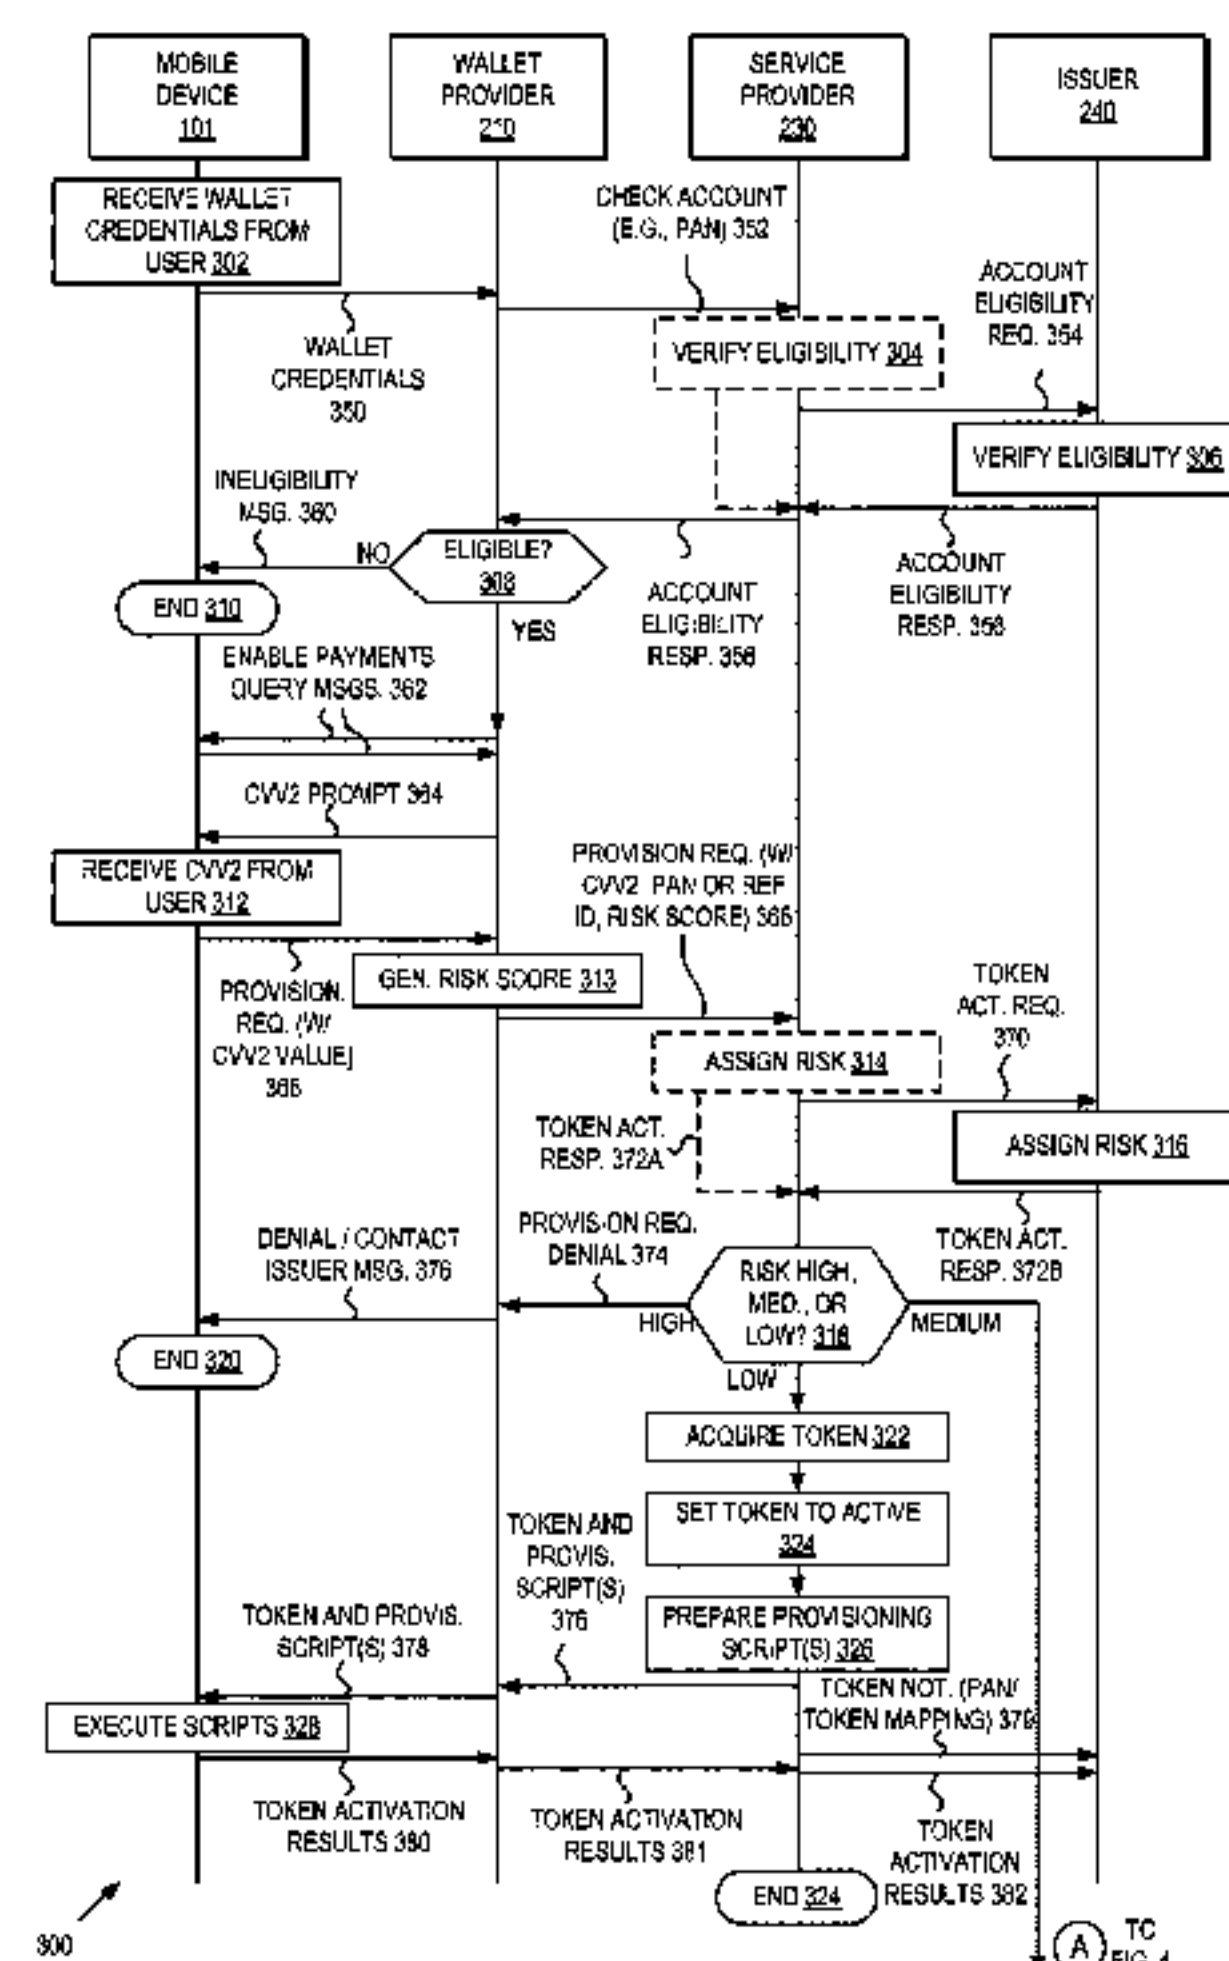 MOBILE
DEVICE
101
WALLET
PROVIDER
210
SERVICE
PROVIDER
230
ISSUER
240
RECEIVE WALLET
CREDENTIALS FROM
USER 302
CHECK ACCOUNT
(E.G., PAN) 352
ACCOUNT
ELIGIBILITY
REQ. 354
WALLET
CREDENTIALS
350
VERIFY ELIGIBILITY 304
VERIFY ELIGIBILITY 306
INELIGIBILITY
MSG. 360
NO
ELIGIBLE?
308
END 310
YES
ACCOUNT
ELIGIBILITY
RESP. 356
ACCOUNT
ELIGIBILITY
RESP. 358
ENABLE PAYMENTS
QUERY MSGS. 362
CVV2 PROMPT 364
RECEIVE CVV2 FROM
USER 312
PROVISION REQ. (W/
CVV2, PAN OR REF
ID, RISK SCORE) 368
GEN. RISK SCORE 313
PROVISION.
REQ. (W/
CVV2 VALUE)
366
TOKEN
ACT. REQ.
370
ASSIGN RISK 314
TOKEN ACT.
RESP. 372A
ASSIGN RISK 316
PROVISION REQ.
DENIAL 374
DENIAL / CONTACT
ISSUER MSG. 376
TOKEN ACT.
RESP. 372B
RISK HIGH,
MED., OR
LOW? 318
HIGH
MEDIUM
LOW
END 320
ACQUIRE TOKEN 322
SET TOKEN TO ACTIVE
324
TOKEN AND
PROVIS.
SCRIPT(S)
376
PREPARE PROVISIONING
SCRIPT(S) 326
TOKEN AND PROVIS.
SCRIPT(S) 378
TOKEN NOT. (PAN/
TOKEN MAPPING) 379
EXECUTE SCRIPTS 328
TOKEN ACTIVATION
RESULTS 380
TOKEN ACTIVATION
RESULTS 381
TOKEN
ACTIVATION
RESULTS 382
END 324
300
A
TO
FIG. 4